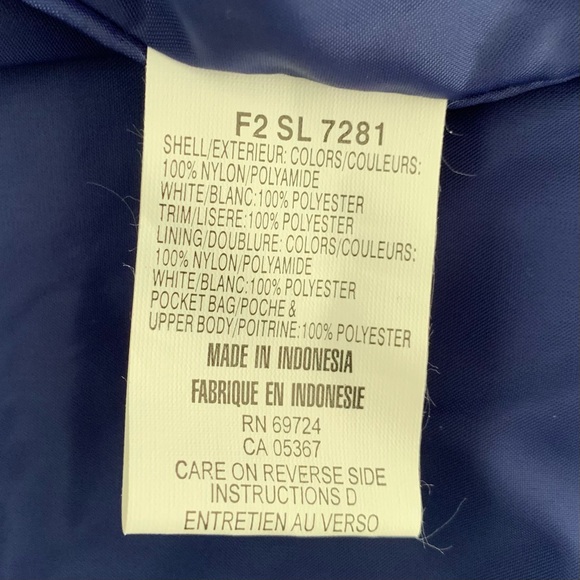 F2 SL 7281
SHELL/EXTERIEUR: COLORS/COULEURS:
100% NYLON/POLYAMIDE
WHITE/BLANC:100% POLYESTER
TRIM/LISERE:100% POLYESTER
LINING/DOUBLURE: COLORS/COULEURS:
100% NYLON/POLYAMIDE
WHITE/BLANC:100% POLYESTER
POCKET BAG/POCHE &
UPPER BODY/POITRINE:100% POLYESTER
MADE IN INDONESIA
FABRIQUE EN INDONESIE
RN 69724
CA 05367
CARE ON REVERSE SIDE
INSTRUCTIONS D
ENTRETIEN AU VERSO